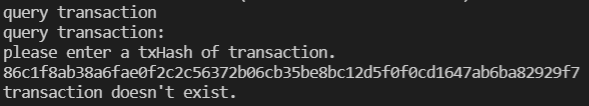 query transaction
query transaction:
please enter a txHash of transaction.
86c1f8ab38a6fae0f2c2c56372b06cb35be8bc12d5f0f0cd1647ab6ba82929f7
transaction doesn't exist.